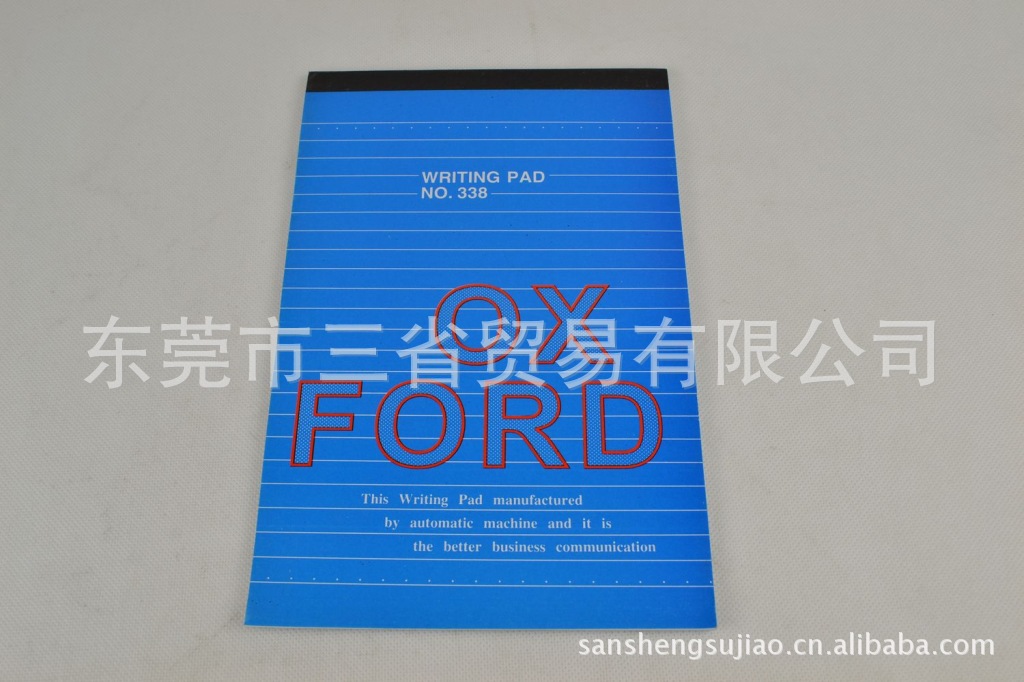 WRITING PAD
NO. 338
OX
东莞市三省贸易有限公司
FORD
This Writing Pad manufactured
by automatic machine and it is
the better business communication
sanshengsujiao.cn.alibaba.com